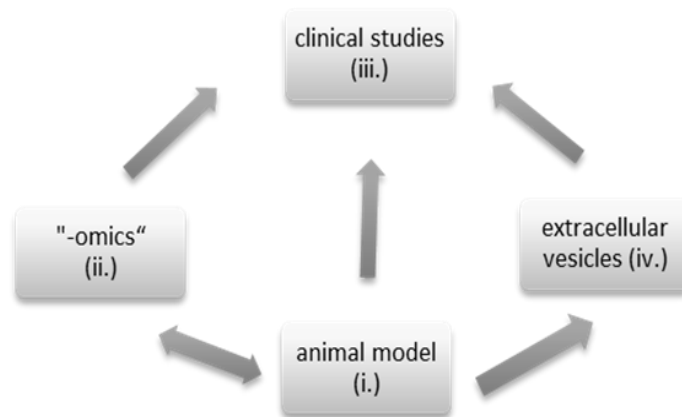 clinical studies
(iii.)
"-omics“
(ii.)
extracellular
vesicles (iv.)
animal model
(i.)